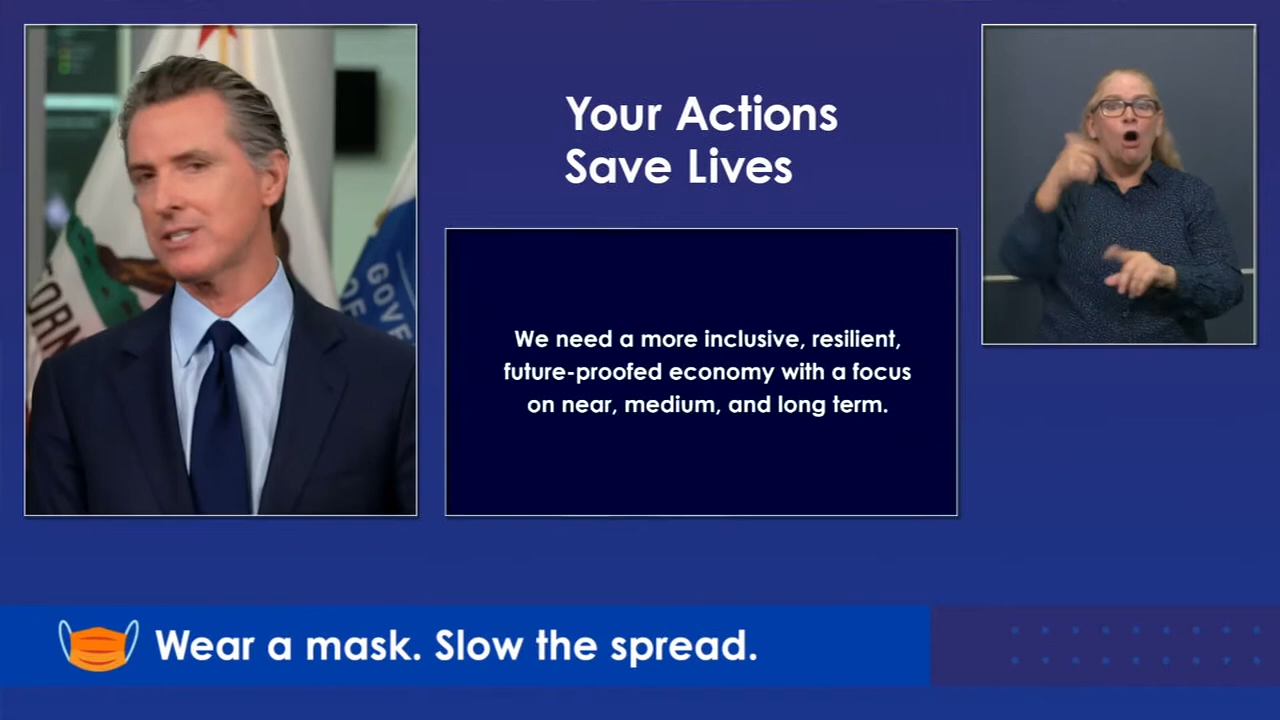 Your Actions
Save Lives
We need a more inclusive, resilient,
future-proofed economy with a focus
on near, medium, and long term.
Wear a mask. Slow the spread.